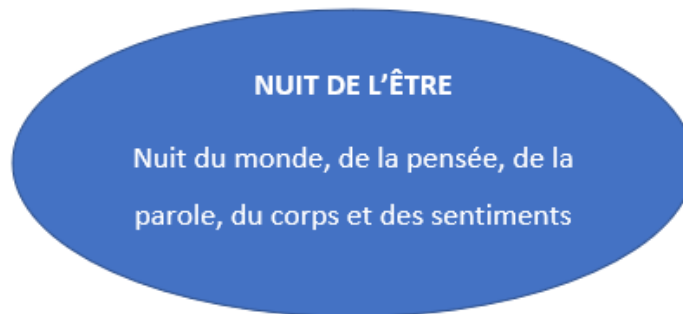 NUIT DE L’ÊTRE
Nuit du monde, de la pensée, de la
parole, du corps et des sentiments